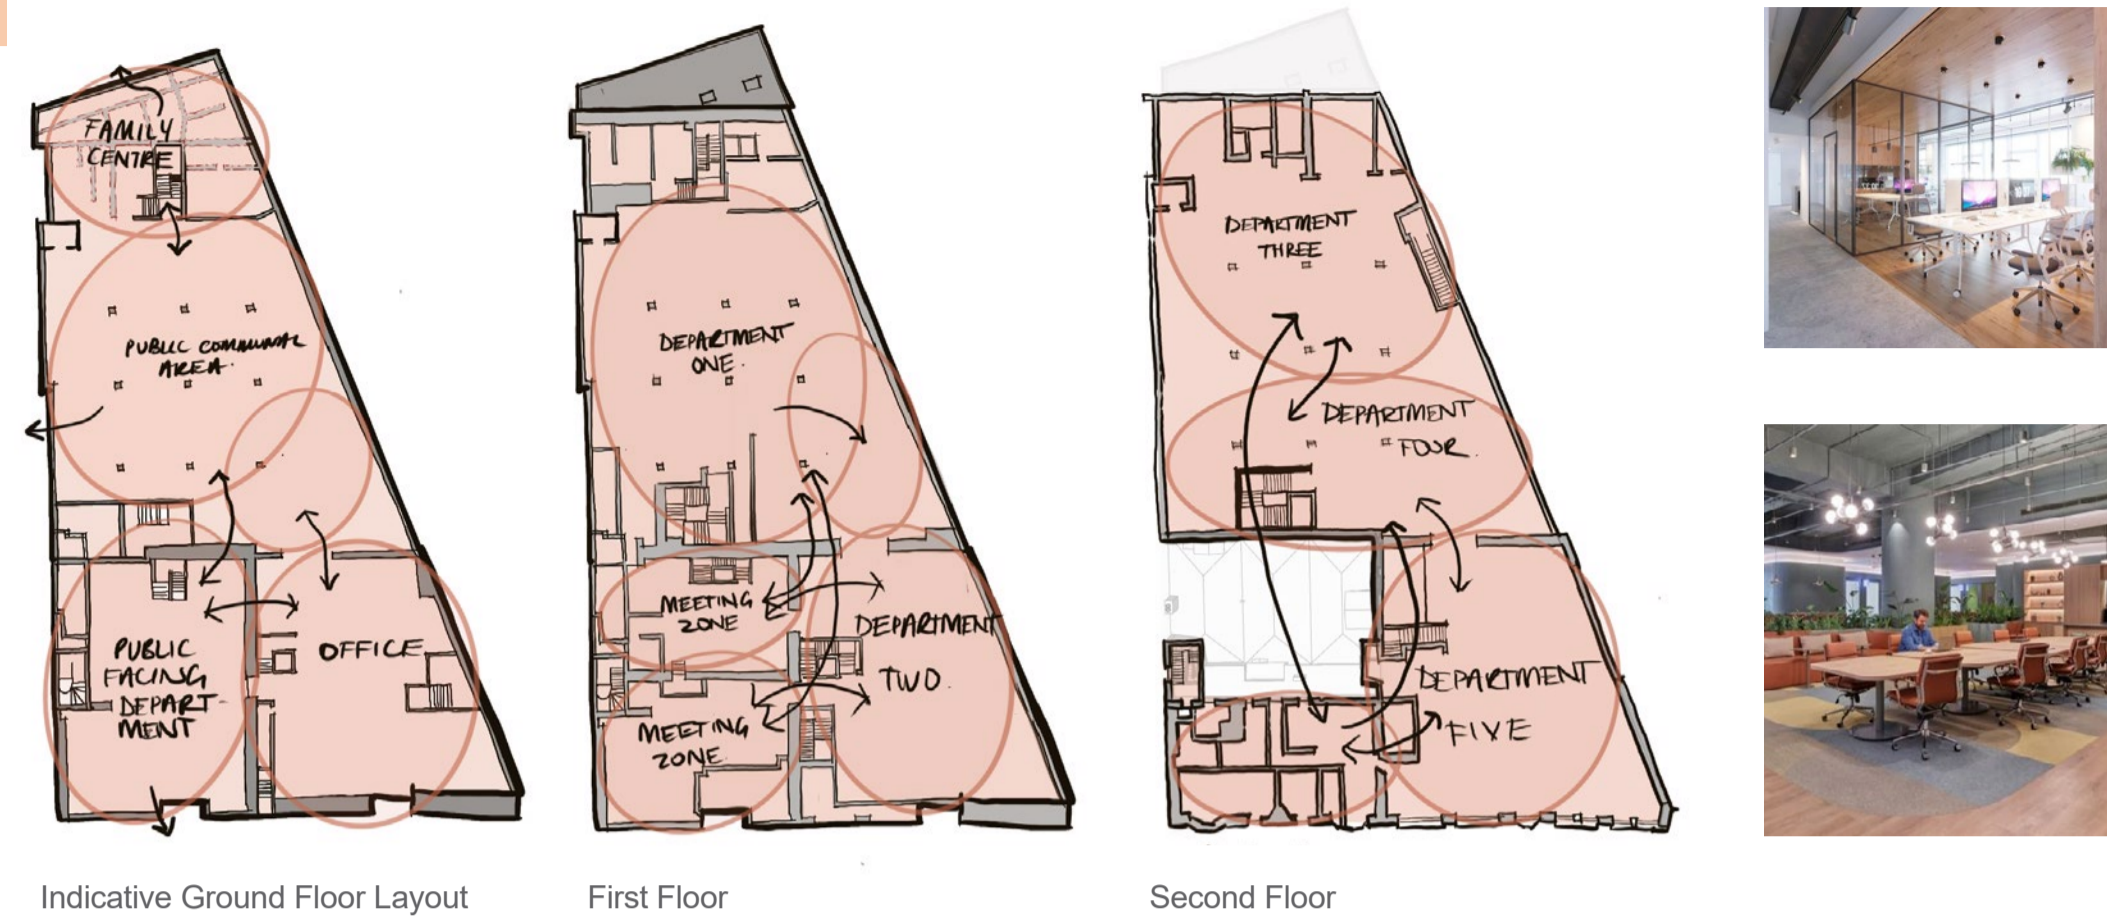 FAMILY
CENTRE
PUBLIC COMMUNAL
AREA.
PUBLIC
FACING
DEPART-
MENT
OFFICE
Indicative Ground Floor Layout
DEPARTMENT
ONE.
MEETING
ZONE
MEETING
ZONE
DEPARTMENT
TWO.
First Floor
DEPARTMENT
THREE
DEPARTMENT
FOUR.
DEPARTMENT
FIVE
Second Floor